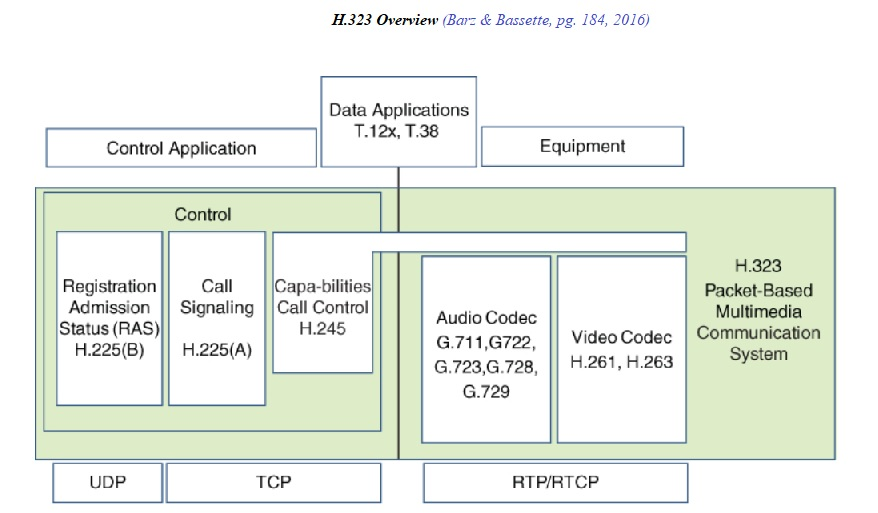 H.323 Overview (Barz & Bassette, pg. 184, 2016)
Data Applications
T.12x, T.38
Control Application
Equipment
Control
Registration
Admission
Status (RAS)
H.225(B)
Call
Signaling
H.225(A)
Capa-bilities
Call Control
H.245
Audio Codec
G.711,G722,
G.723,G.728,
G.729
Video Codec
H.261, H.263
H.323
Packet-Based
Multimedia
Communication
System
UDP
TCP
RTP/RTCP